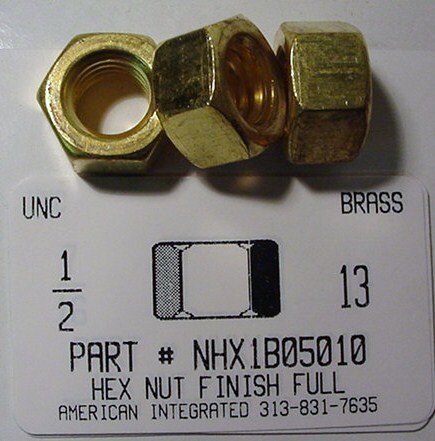 UNC BRASS
1/2 13
PART # NHX1B05010
HEX NUT FINISH FULL
AMERICAN INTEGRATED 313-831-7635